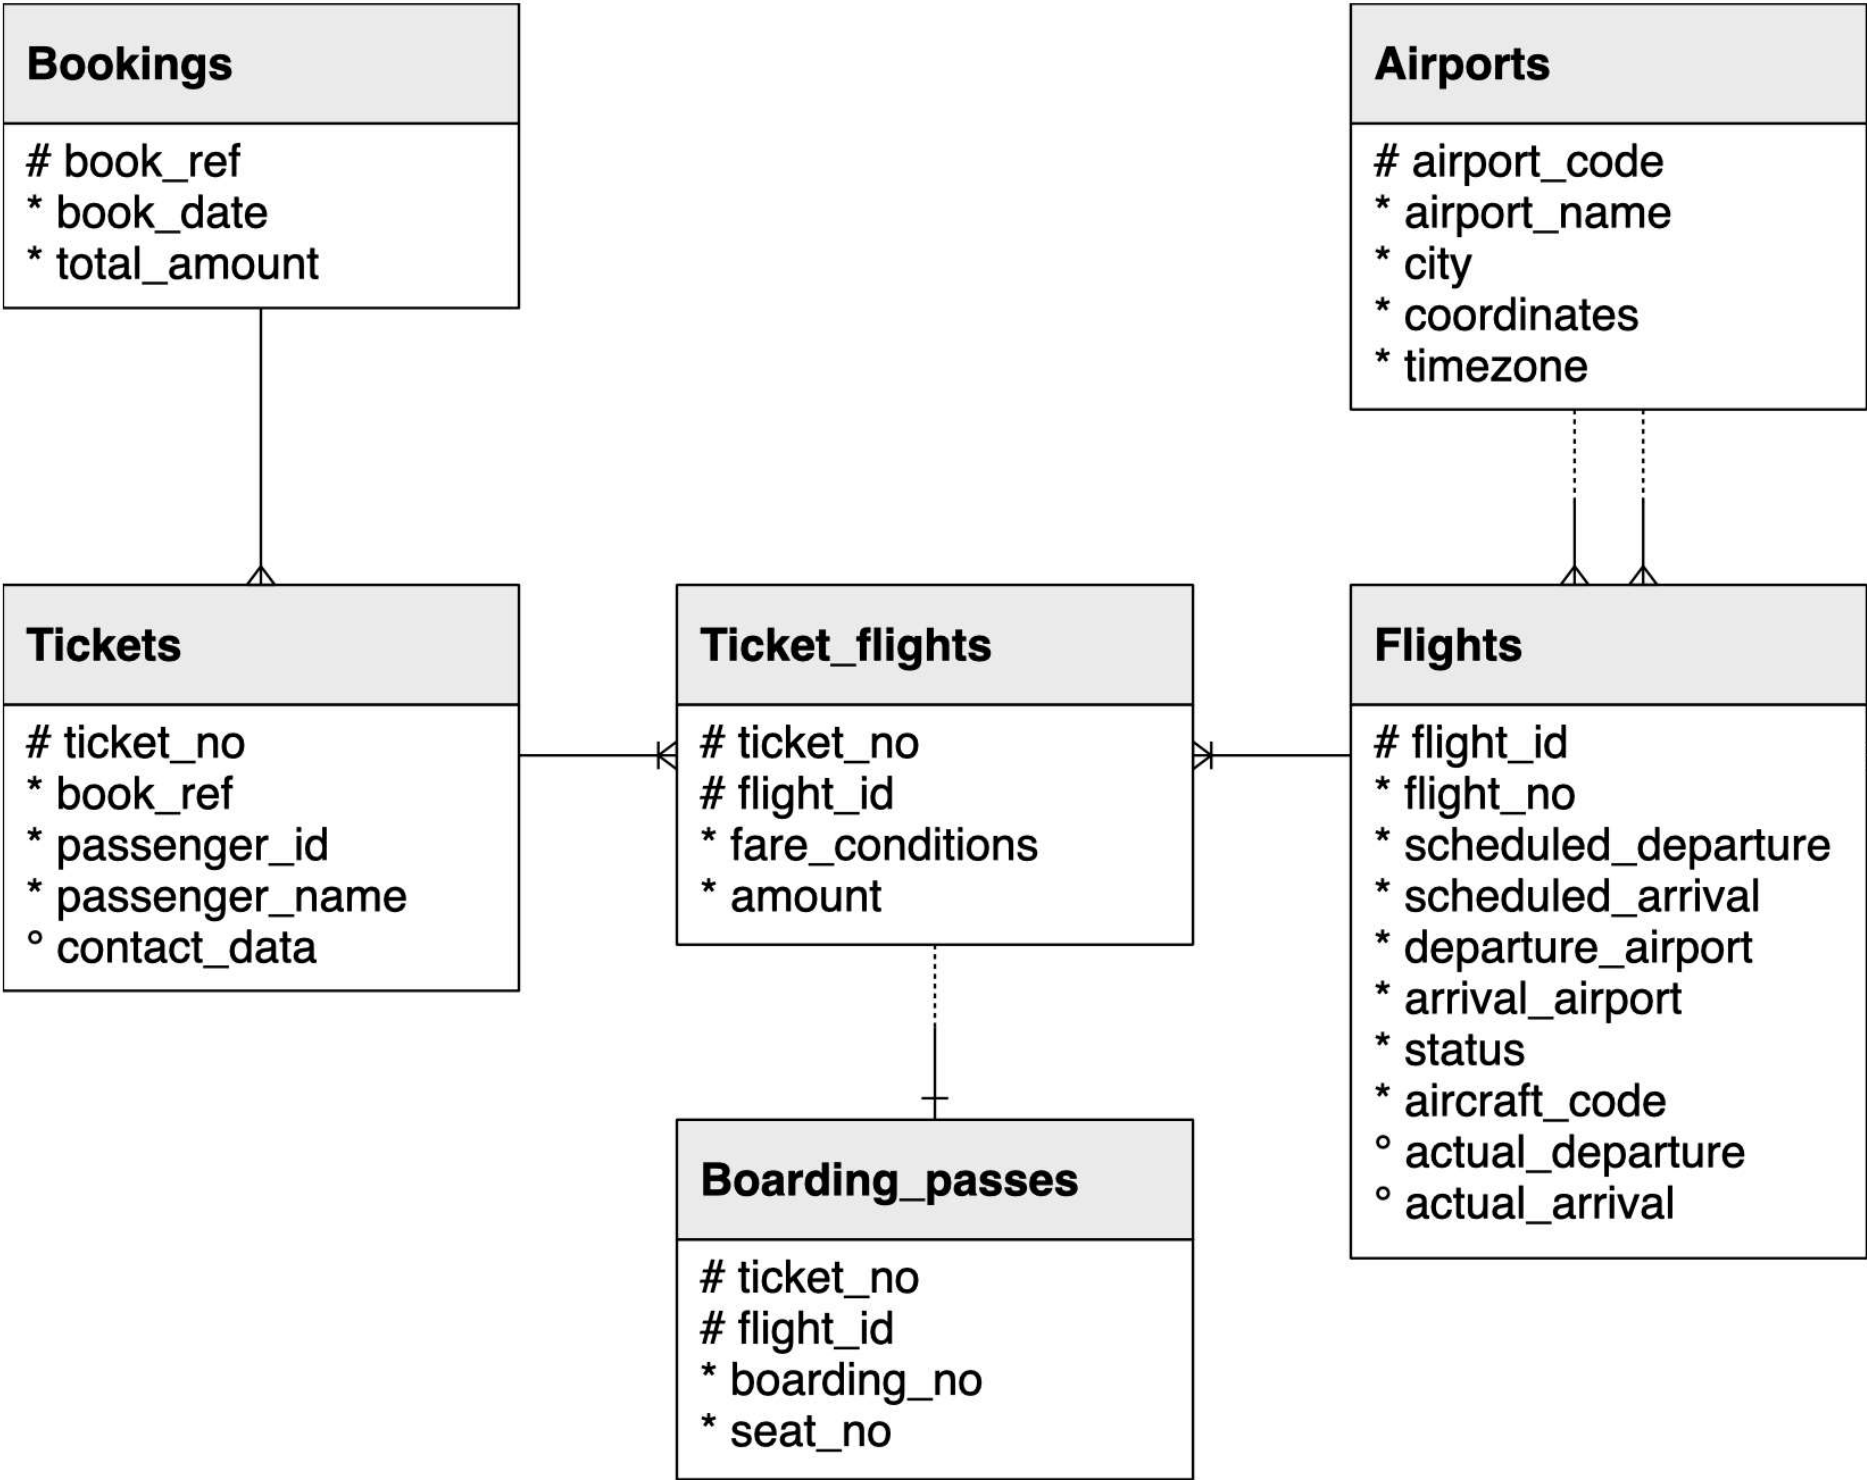 Bookings
# book_ref
* book_date
* total_amount
Airports
# airport_code
* airport_name
* city
* coordinates
* timezone
Tickets
# ticket_no
* book_ref
* passenger_id
* passenger_name
° contact_data
Ticket_flights
# ticket_no
# flight_id
* fare_conditions
* amount
Flights
# flight_id
* flight_no
* scheduled_departure
* scheduled_arrival
* departure_airport
* arrival_airport
* status
* aircraft_code
° actual_departure
° actual_arrival
Boarding_passes
# ticket_no
# flight_id
* boarding_no
* seat_no